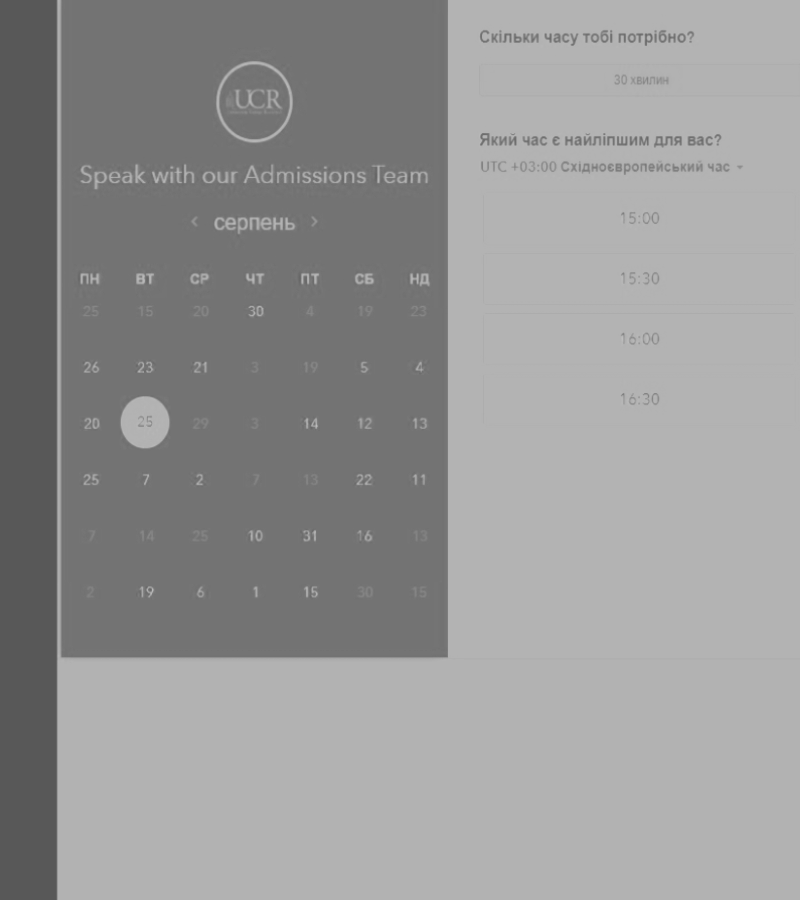 UCR
Speak with our Admissions Team
серпень
ПН ВТ СР ЧТ ПТ СБ НД
25 15 20 30 4 19 23
26 23 21 3 19 5 4
20 25 29 3 14 12 13
25 7 2 7 13 22 11
7 14 25 10 31 16 13
2 19 6 1 15 30 15
Скільки часу тобі потрібно?
30 хвилин
Який час є найліпшим для вас?
UTC +03:00 Східноєвропейський час
15:00
15:30
16:00
16:30